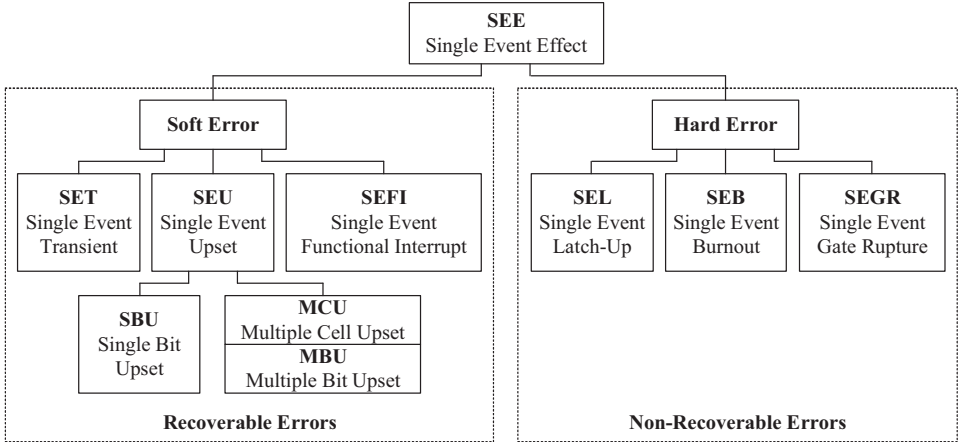 SEE
Single Event Effect
Soft Error
Hard Error
SET
Single Event
Transient
SEU
Single Event
Upset
SEFI
Single Event
Functional Interrupt
SEL
Single Event
Latch-Up
SEB
Single Event
Burnout
SEGR
Single Event
Gate Rupture
SBU
Single Bit
Upset
MCU
Multiple Cell Upset
MBU
Multiple Bit Upset
Recoverable Errors
Non-Recoverable Errors